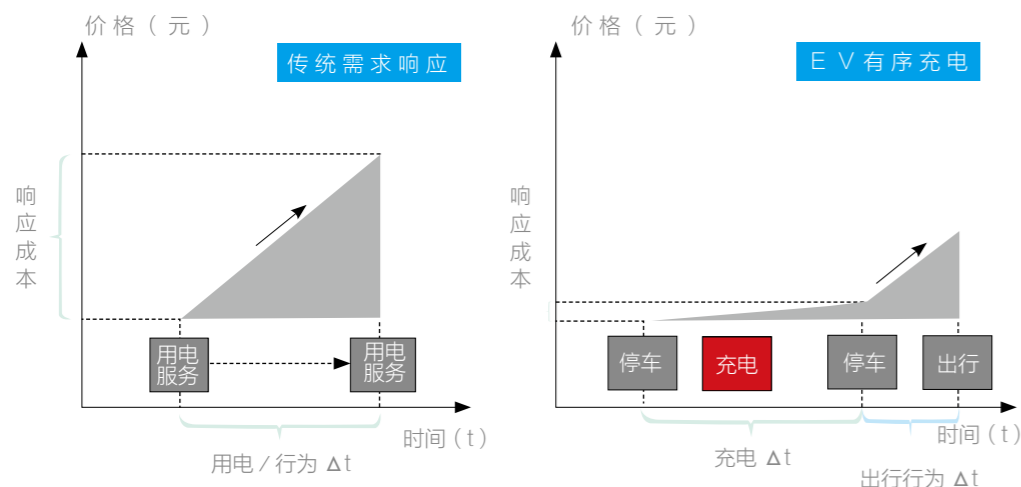 价格（元）
传统需求响应
响应成本
用电
服务
用电
服务
时间(t)
用电/行为 Δt
价格（元）
EV有序充电
响应成本
停车
充电
停车
出行
时间(t)
充电 Δt
出行行为 Δt